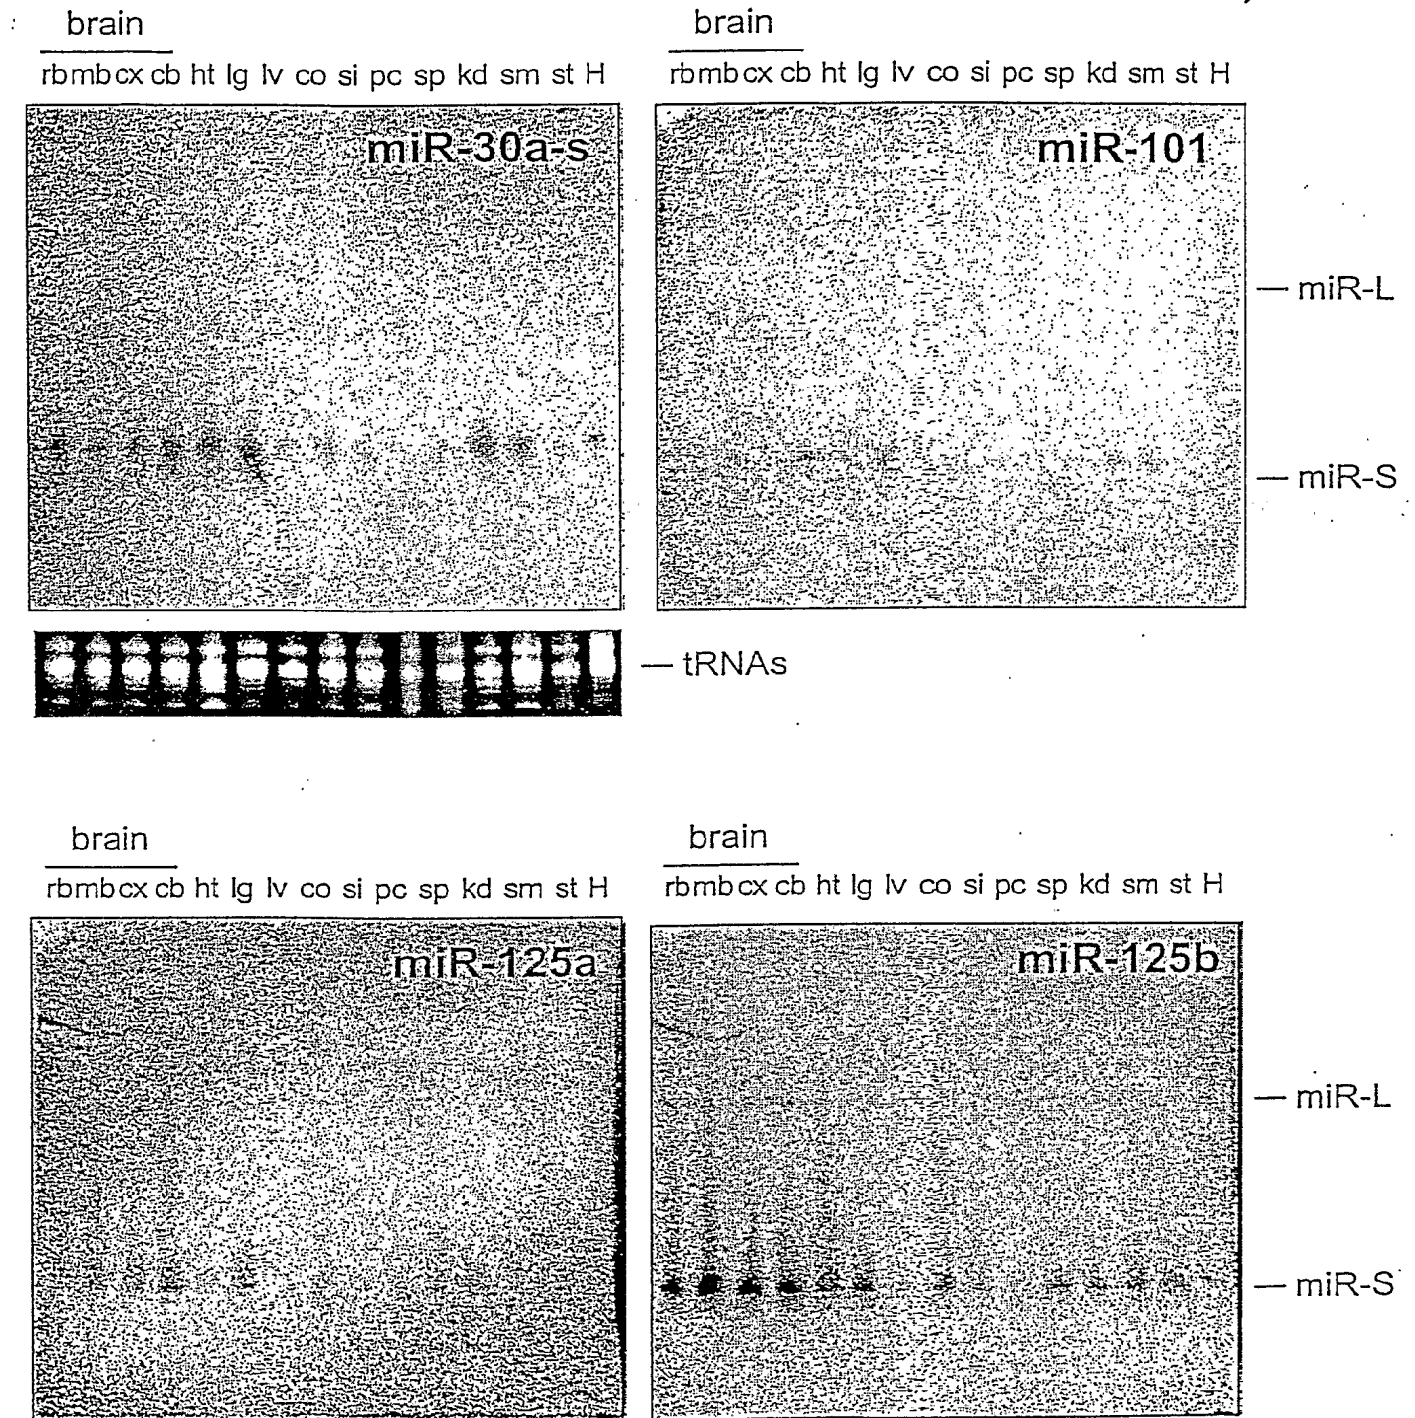 brain
brain
rb mb cx cb ht lg lv co si pc sp kd sm st H
rb mb cx cb ht lg lv co si pc sp kd sm st H
miR-30a-s
miR-101
miR-L
miR-S
tRNAs
brain
brain
rb mb cx cb ht lg lv co si pc sp kd sm st H
rb mb cx cb ht lg lv co si pc sp kd sm st H
miR-125a
miR-125b
miR-L
miR-S